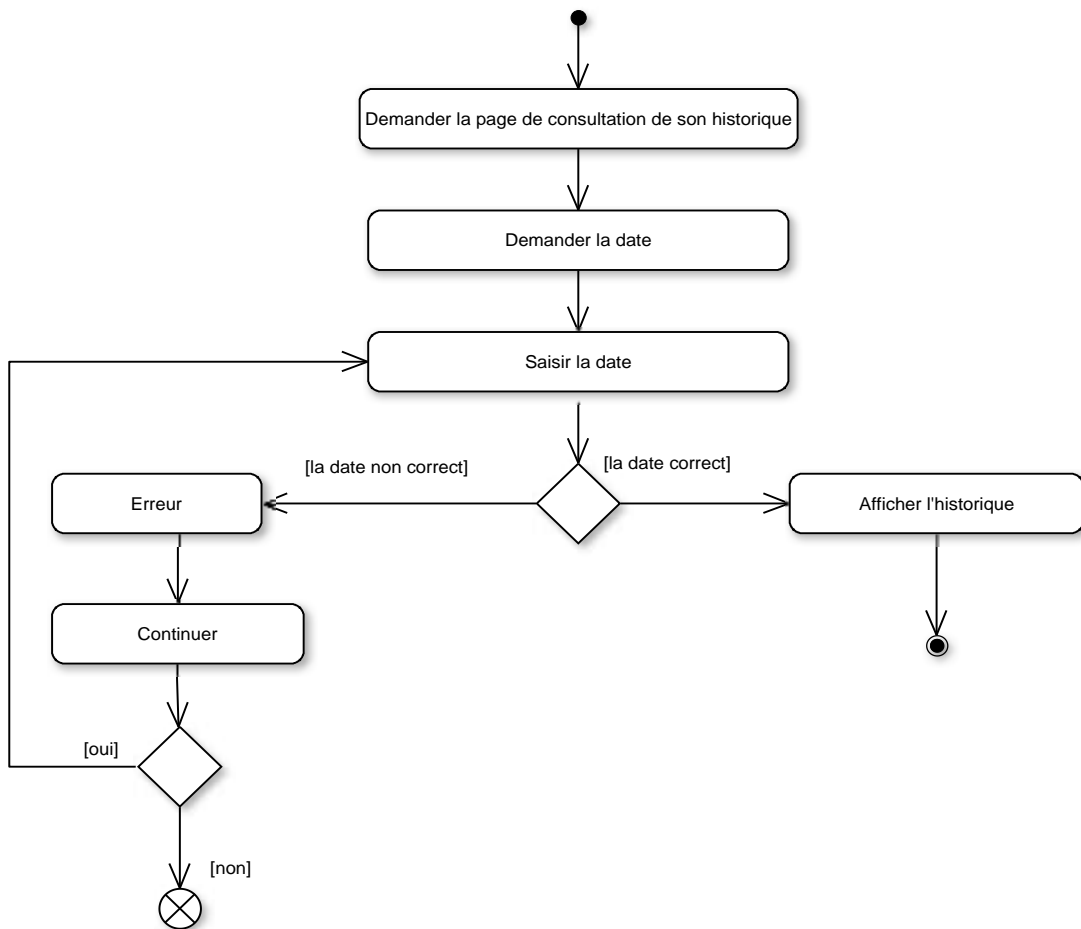 Demander la page de consultation de son historique
Demander la date
Saisir la date
[la date non correct]
[la date correct]
Erreur
Afficher l'historique
Continuer
[oui]
[non]